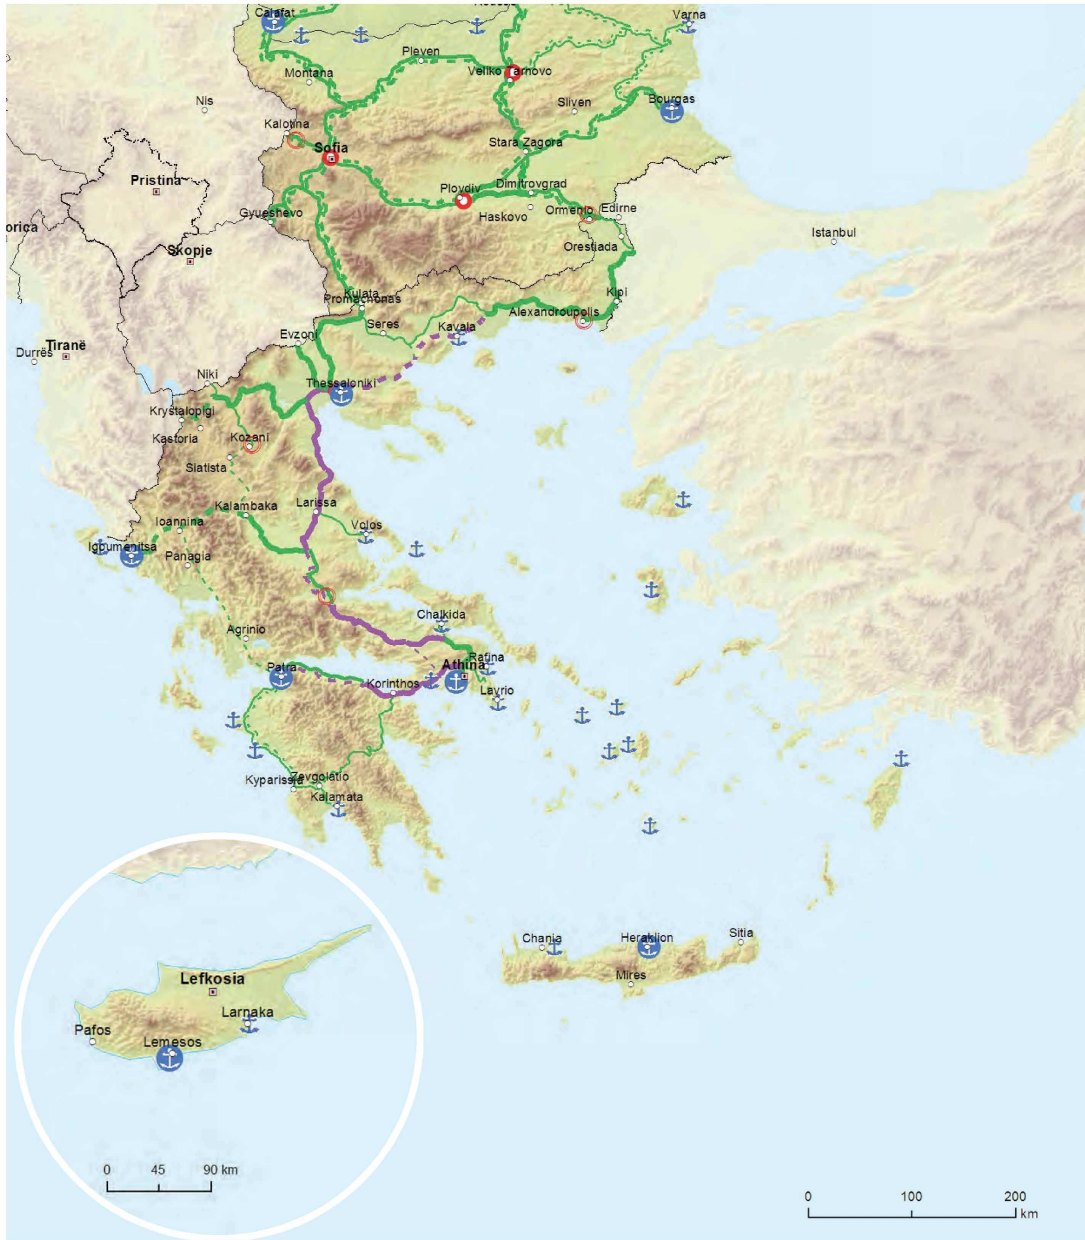 Calafat
Varna
Pleven
Montana
Veliko Tarnovo
Nis
Sliven
Bourgas
Kalotina
Sofia
Stara Zagora
Pristina
Plovdiv
Dimitrovgrad
Haskovo
Ormenio
Edirne
Gyueshevo
orica
Skopje
Orestiada
Istanbul
Kulata
Promachonas
Kipi
Alexandroupolis
Seres
Kavala
Evzoni
Tiranë
Durrës
Niki
Thessaloniki
Krystalopigi
Kastoria
Kozani
Siatista
Kalambaka
Larissa
Ioannina
Volos
Igoumenitsa
Panagia
Chalkida
Agrinio
Rafina
Athina
Patra
Korinthos
Lavrio
Zevgolatio
Kyparissia
Kalamata
Chania
Heraklion
Sitia
Mires
Lefkosia
Larnaka
Pafos
Lemesos
0 45 90 km
0 100 200
km